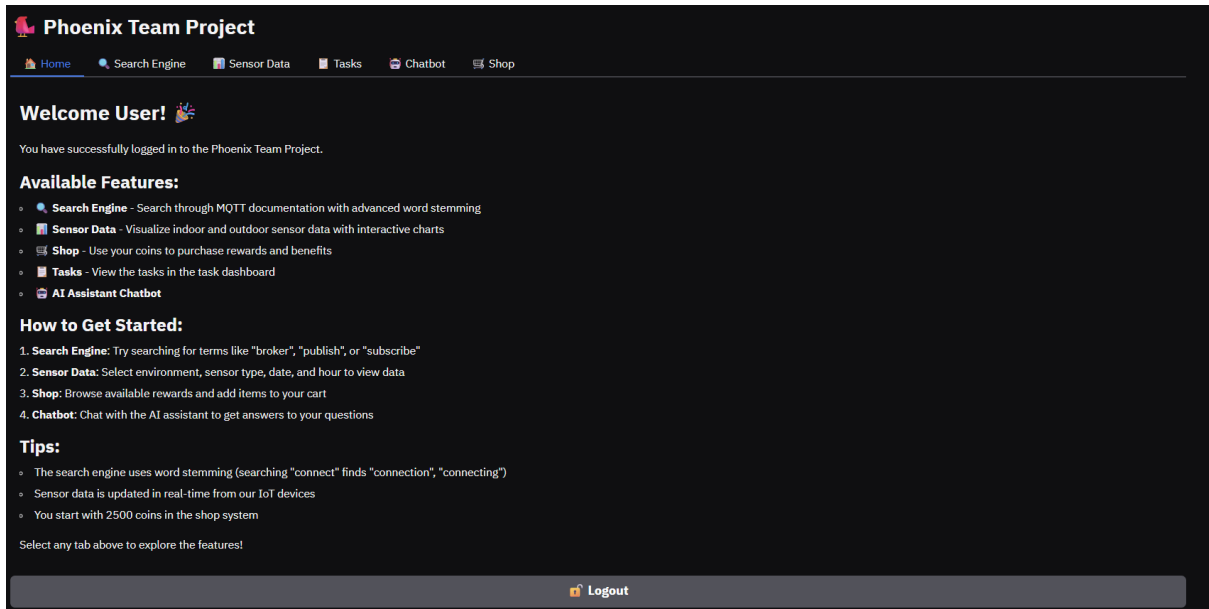 Phoenix Team Project
Home Search Engine Sensor Data Tasks Chatbot Shop
Welcome User!
You have successfully logged in to the Phoenix Team Project.
Available Features:
Search Engine - Search through MQTT documentation with advanced word stemming
Sensor Data - Visualize indoor and outdoor sensor data with interactive charts
Shop - Use your coins to purchase rewards and benefits
Tasks - View the tasks in the task dashboard
AI Assistant Chatbot
How to Get Started:
1. Search Engine: Try searching for terms like "broker", "publish", or "subscribe"
2. Sensor Data: Select environment, sensor type, date, and hour to view data
3. Shop: Browse available rewards and add items to your cart
4. Chatbot: Chat with the AI assistant to get answers to your questions
Tips:
The search engine uses word stemming (searching "connect" finds "connection", "connecting")
Sensor data is updated in real-time from our IoT devices
You start with 2500 coins in the shop system
Select any tab above to explore the features!
Logout